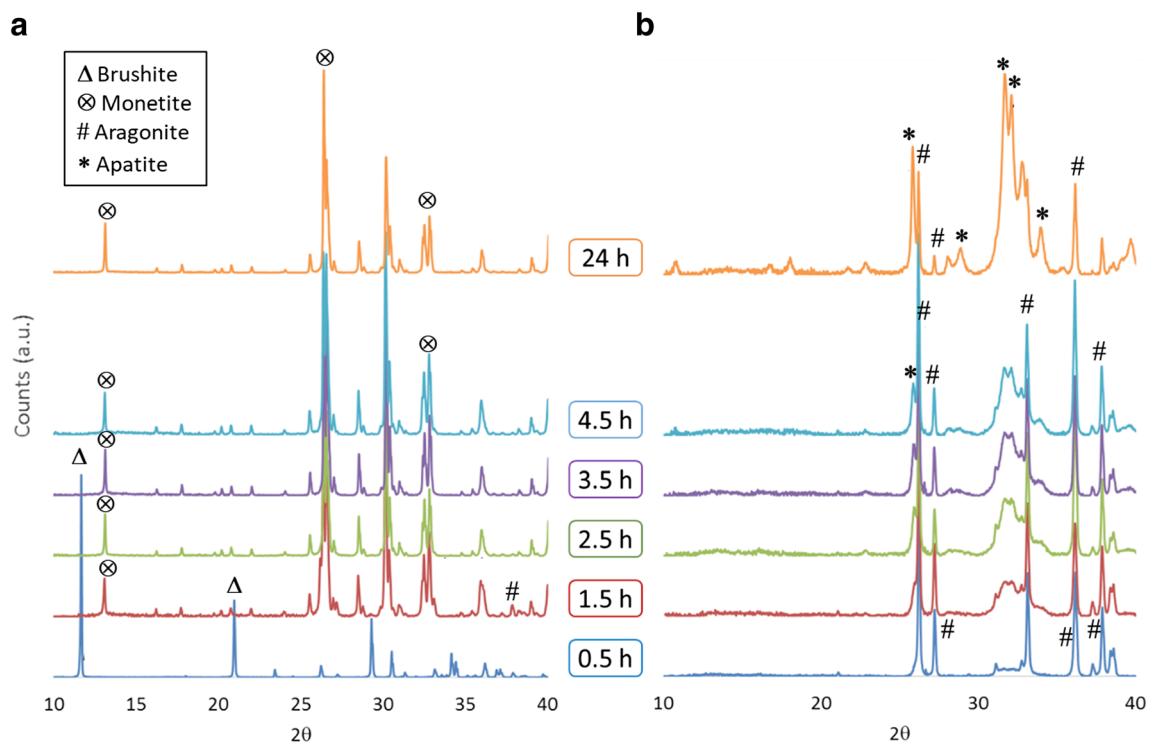 a
b
Δ Brushite
⊗ Monetite
# Aragonite
* Apatite
⊗
⊗
⊗
* *
* #
# * *
#
24 h
Counts (a.u.)
⊗
⊗
# #
#
* #
4.5 h
⊗
Δ
3.5 h
⊗
2.5 h
⊗
Δ
#
1.5 h
# # #
0.5 h
10 15 20 25 30 35 40
10 20 30 40
2θ
2θ